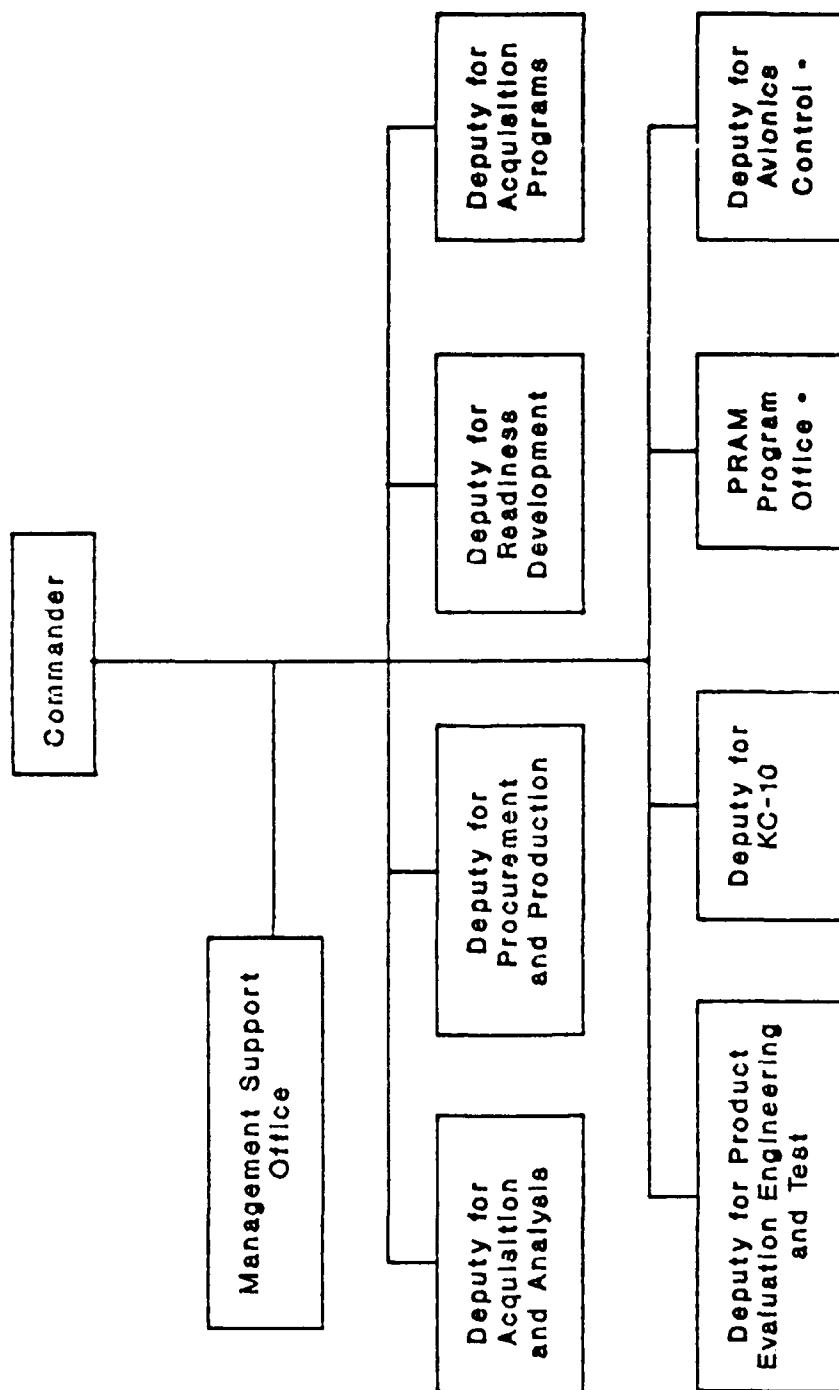 Commander
Management Support
Office
Deputy for
Acquisition
and Analysis
Deputy for
Procurement
and Production
Deputy for
Readiness
Development
Deputy for
Acquisition
Programs
Deputy for Product
Evaluation Engineering
and Test
Deputy for
KC-10
PRAM
Program
Office *
Deputy for
Avionics
Control *